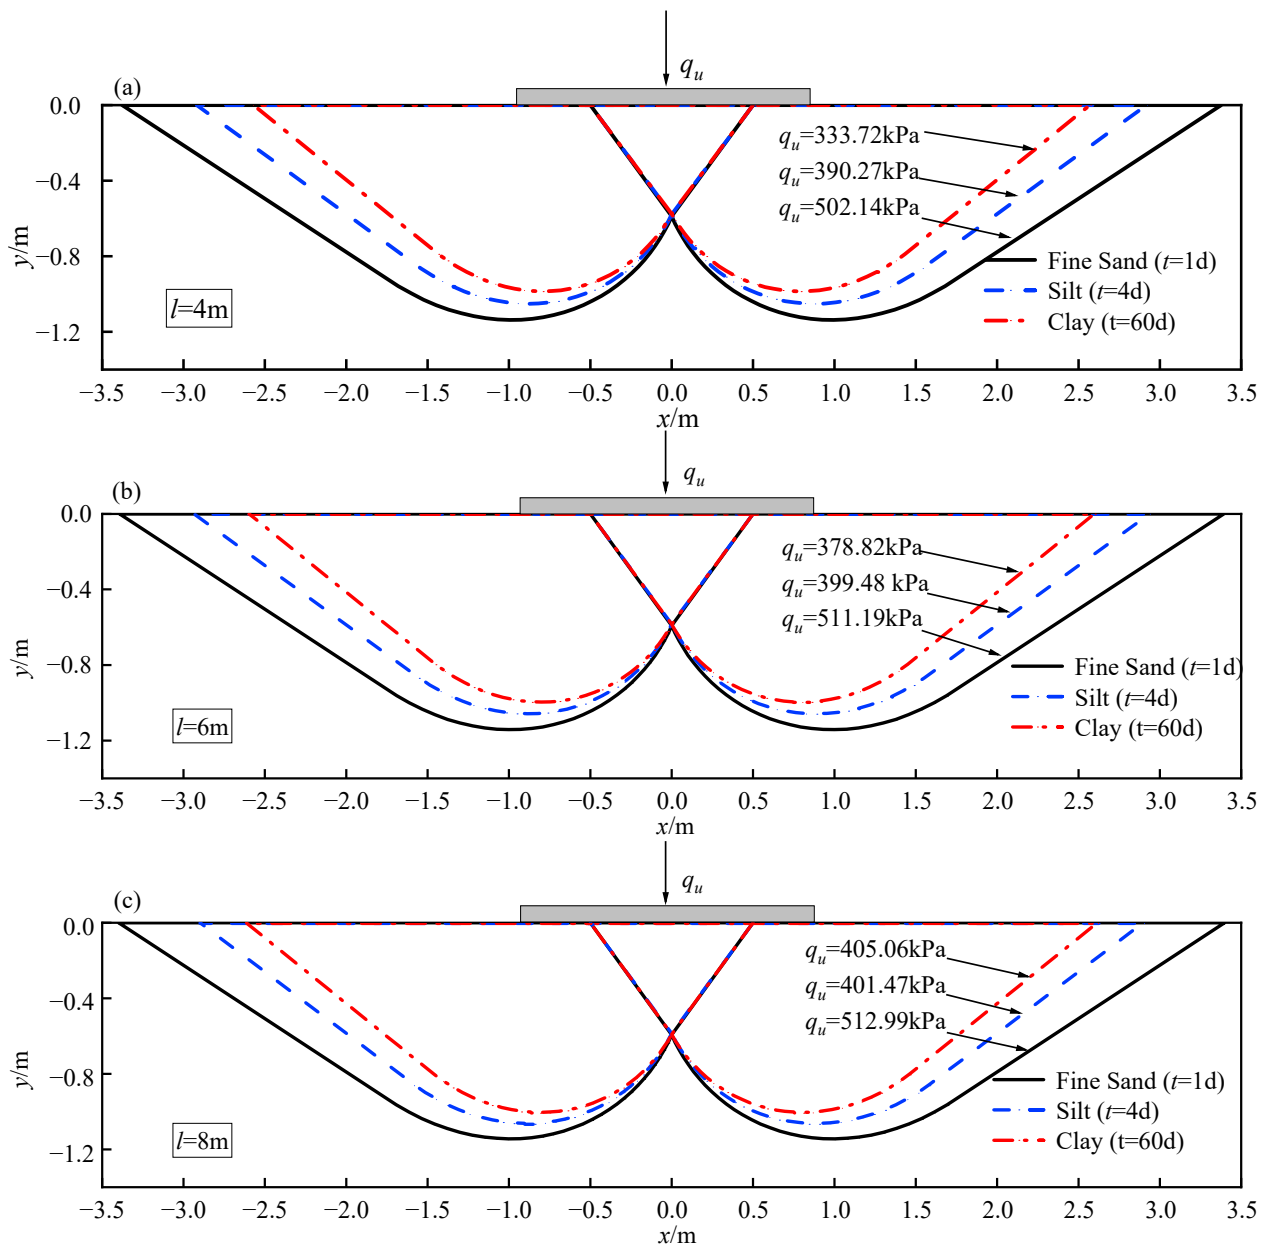 (a)
q_u
0.0
−0.4
−0.8
−1.2
y/m
q_u=333.72kPa
q_u=390.27kPa
q_u=502.14kPa
Fine Sand (t=1d)
Silt (t=4d)
Clay (t=60d)
l=4m
−3.5 −3.0 −2.5 −2.0 −1.5 −1.0 −0.5 0.0 0.5 1.0 1.5 2.0 2.5 3.0 3.5
x/m
(b)
q_u
0.0
−0.4
−0.8
−1.2
y/m
q_u=378.82kPa
q_u=399.48 kPa
q_u=511.19kPa
Fine Sand (t=1d)
Silt (t=4d)
Clay (t=60d)
l=6m
−3.5 −3.0 −2.5 −2.0 −1.5 −1.0 −0.5 0.0 0.5 1.0 1.5 2.0 2.5 3.0 3.5
x/m
(c)
q_u
0.0
−0.4
−0.8
−1.2
y/m
q_u=405.06kPa
q_u=401.47kPa
q_u=512.99kPa
Fine Sand (t=1d)
Silt (t=4d)
Clay (t=60d)
l=8m
−3.5 −3.0 −2.5 −2.0 −1.5 −1.0 −0.5 0.0 0.5 1.0 1.5 2.0 2.5 3.0 3.5
x/m